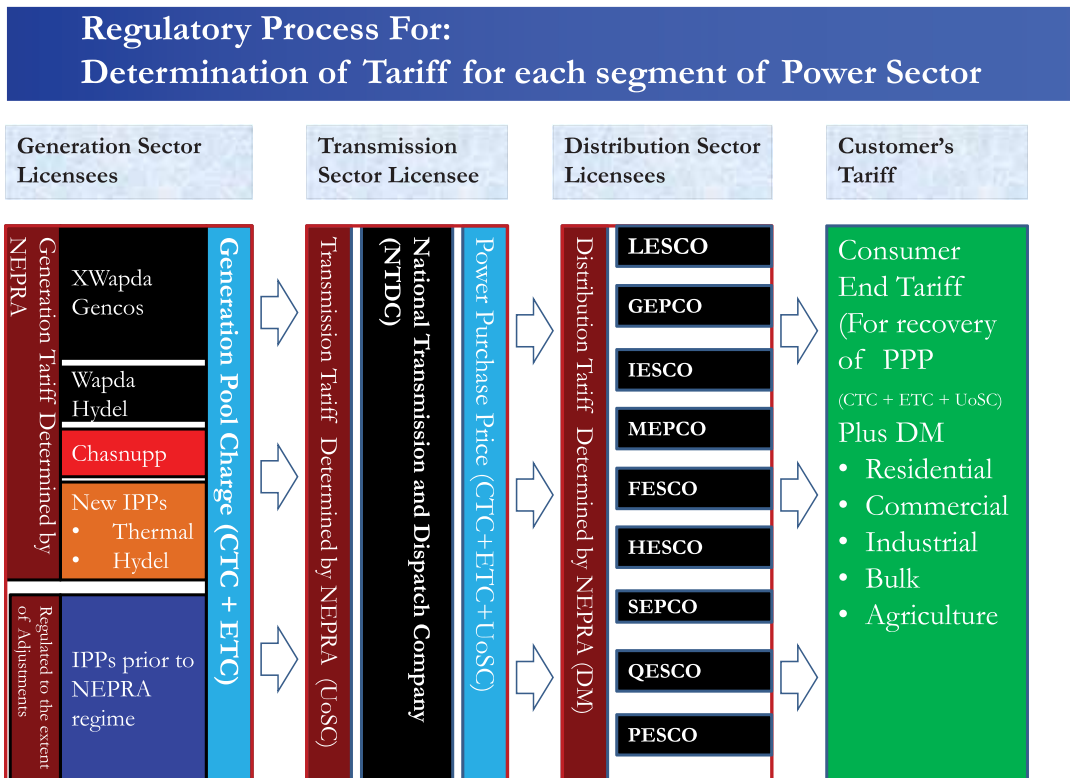 Regulatory Process For:
Determination of Tariff for each segment of Power Sector
Generation Sector
Licensees
Transmission
Sector Licensee
Distribution Sector
Licensees
Customer's
Tariff
Generation Tariff Determined by
NEPRA
XWapda
Gencos
Wapda
Hydel
Chasnupp
New IPPs
• Thermal
• Hydel
Regulated to the extent
of Adjustments
IPPs prior to
NEPRA
regime
Generation Pool Charge (CTC + ETC)
Transmission Tariff Determined by NEPRA (UoSC)
National Transmission and Dispatch Company
(NTDC)
Power Purchase Price (CTC+ETC+UoSC)
Distribution Tariff Determined by NEPRA (DM)
LESCO
GEPCO
IESCO
MEPCO
FESCO
HESCO
SEPCO
QESCO
PESCO
Consumer
End Tariff
(For recovery
of PPP
(CTC + ETC + UoSC)
Plus DM
• Residential
• Commercial
• Industrial
• Bulk
• Agriculture